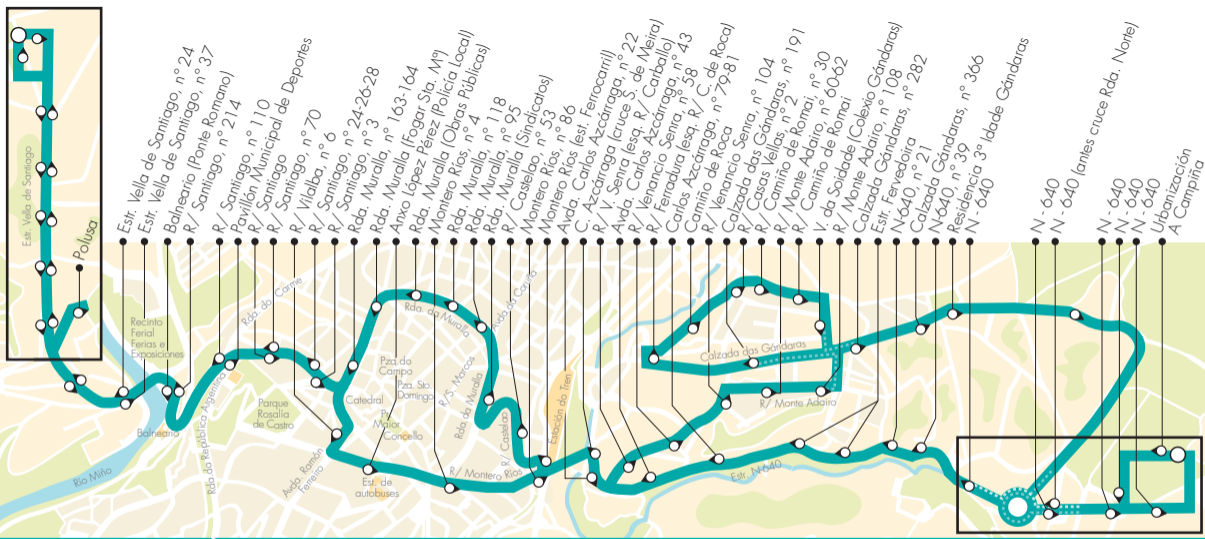 Estr. Vella de Santiago
Polusa
Estr. Vella de Santiago, nº 24
Estr. Vella de Santiago, nº 37
Balneario (Ponte Romano)
R/ Santiago, nº 214
R/ Santiago, nº 110
Pavillón Municipal de Deportes
R/ Santiago
R/ Santiago, nº 70
Vilalba, nº 6
R/ Santiago, nº 24-26-28
R/ Santiago, nº 3
Rda. Muralla, nº 163-164
Rda. Muralla (Fogar Sta. Mª)
Anxo López Pérez (Policía Local)
Rda. Muralla (Obras Públicas)
Montero Ríos, nº 4
Rda. Muralla, nº 118
Rda. Muralla, nº 95
Rda. Muralla (Sindicatos)
R/ Castelao, nº 53
Montero Ríos, nº 86
Montero Ríos (est. Ferrocarril)
Avda. Carlos Azcárraga, nº 22
C. Azcárraga (cruce S. de Meira)
R/ V. Senra (esq. R/ Carballo)
Avda. Carlos Azcárraga, nº 43
R/ Venancio Senra, nº 58
Ferradura (esq. R/ C. de Roca)
Carlos Azcárraga, nº 79-81
Camiño de Roca
R/ Venancio Senra, nº 104
Calzada das Gándaras, nº 191
R/ Casas Vellas, nº 2
R/ Camiño de Romai, nº 30
R/ Monte Adairo, nº 60-62
R/ Camiño de Romai
V. da Soidade (Colexio Gándaras)
R/ Monte Adairo, nº 108
Calzada Gándaras, nº 282
Estr. Fervedoira
N-640, nº 21
Calzada Gándaras, nº 366
N-640, nº 39
Residencia 3ª Idade Gándaras
N - 640
N - 640
N - 640 (antes cruce Rda. Norte)
N - 640
N - 640
N - 640
Urbanización
A Campiña
Recinto
Ferial
Ferias e
Exposiciones
Rda. do Carme
Rda. da Muralla
Avda. da Coruña
Pza. do
Campo
Pza. Sto.
Domingo
Catedral
R/S. Marcos
Rda. da Muralla
Parque
Rosalía
de Castro
Maior
Concello
R/ Castelao
Estación do Tren
Calzada das Gándaras
R/ Monte Adairo
Balneario
Rda. da República Argentina
Río Miño
Avda. Ramón
Ferreiro
Est. de
autobuses
R/ Montero Ríos
Estr. N-640